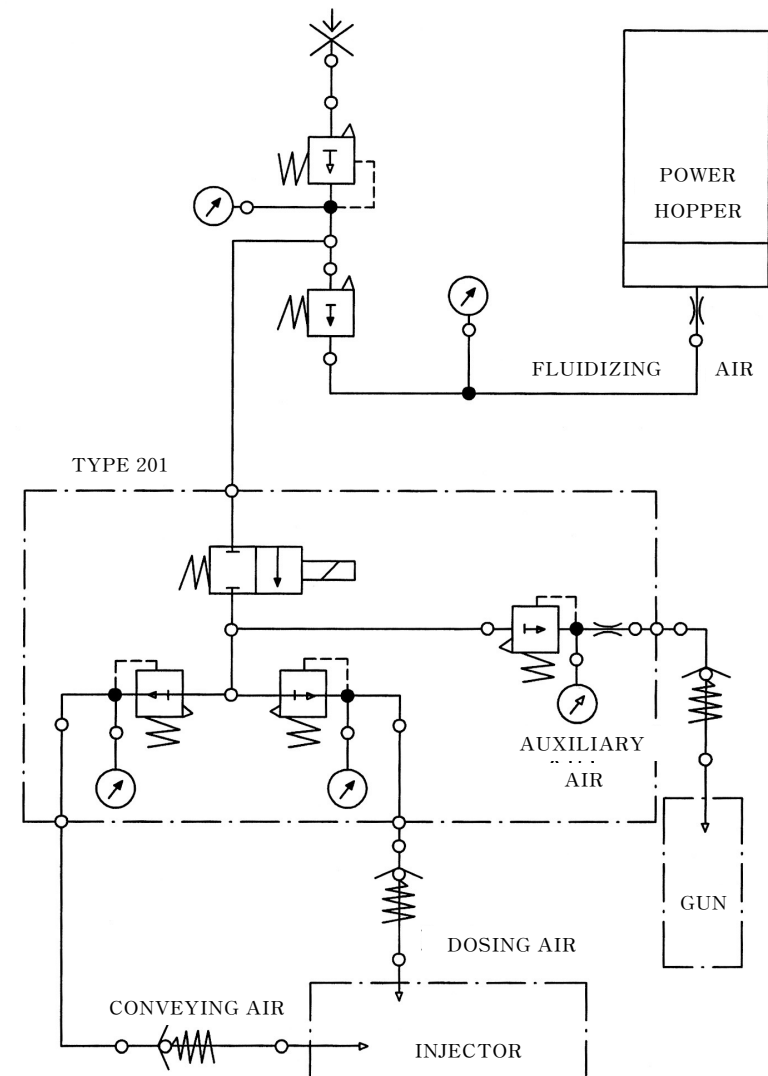 POWER
HOPPER
FLUIDIZING AIR
TYPE 201
AUXILIARY
AIR
GUN
DOSING AIR
CONVEYING AIR
INJECTOR